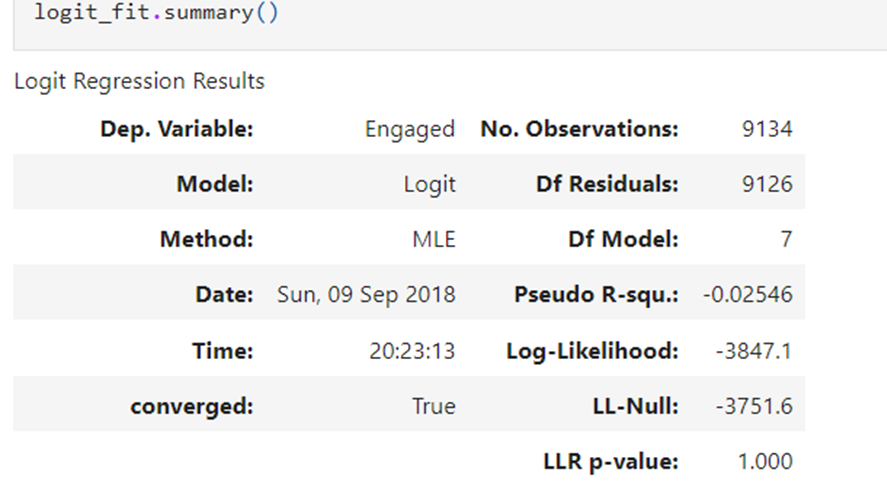 logit_fit.summary()
Logit Regression Results
Dep. Variable: Engaged No. Observations: 9134
Model: Logit Df Residuals: 9126
Method: MLE Df Model: 7
Date: Sun, 09 Sep 2018 Pseudo R-squ.: -0.02546
Time: 20:23:13 Log-Likelihood: -3847.1
converged: True LL-Null: -3751.6
LLR p-value: 1.000